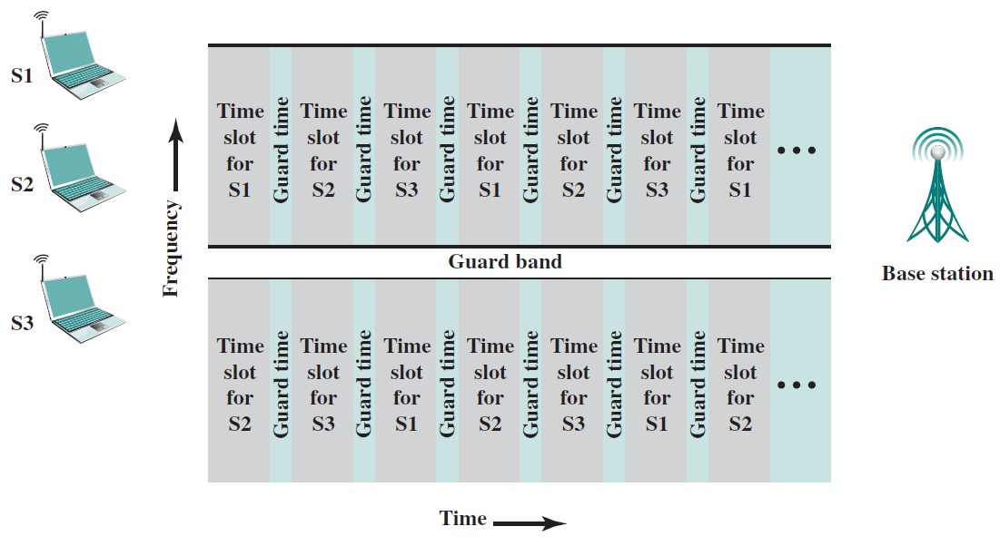 S1
S2
S3
Frequency
Time
slot
for
S1
Guard time
Time
slot
for
S2
Guard time
Time
slot
for
S3
Guard time
Time
slot
for
S1
Guard time
Time
slot
for
S2
Guard time
Time
slot
for
S3
Guard time
Time
slot
for
S1
...
Guard band
Time
slot
for
S2
Guard time
Time
slot
for
S3
Guard time
Time
slot
for
S1
Guard time
Time
slot
for
S2
Guard time
Time
slot
for
S3
Guard time
Time
slot
for
S1
Guard time
Time
slot
for
S2
...
Time
Base station